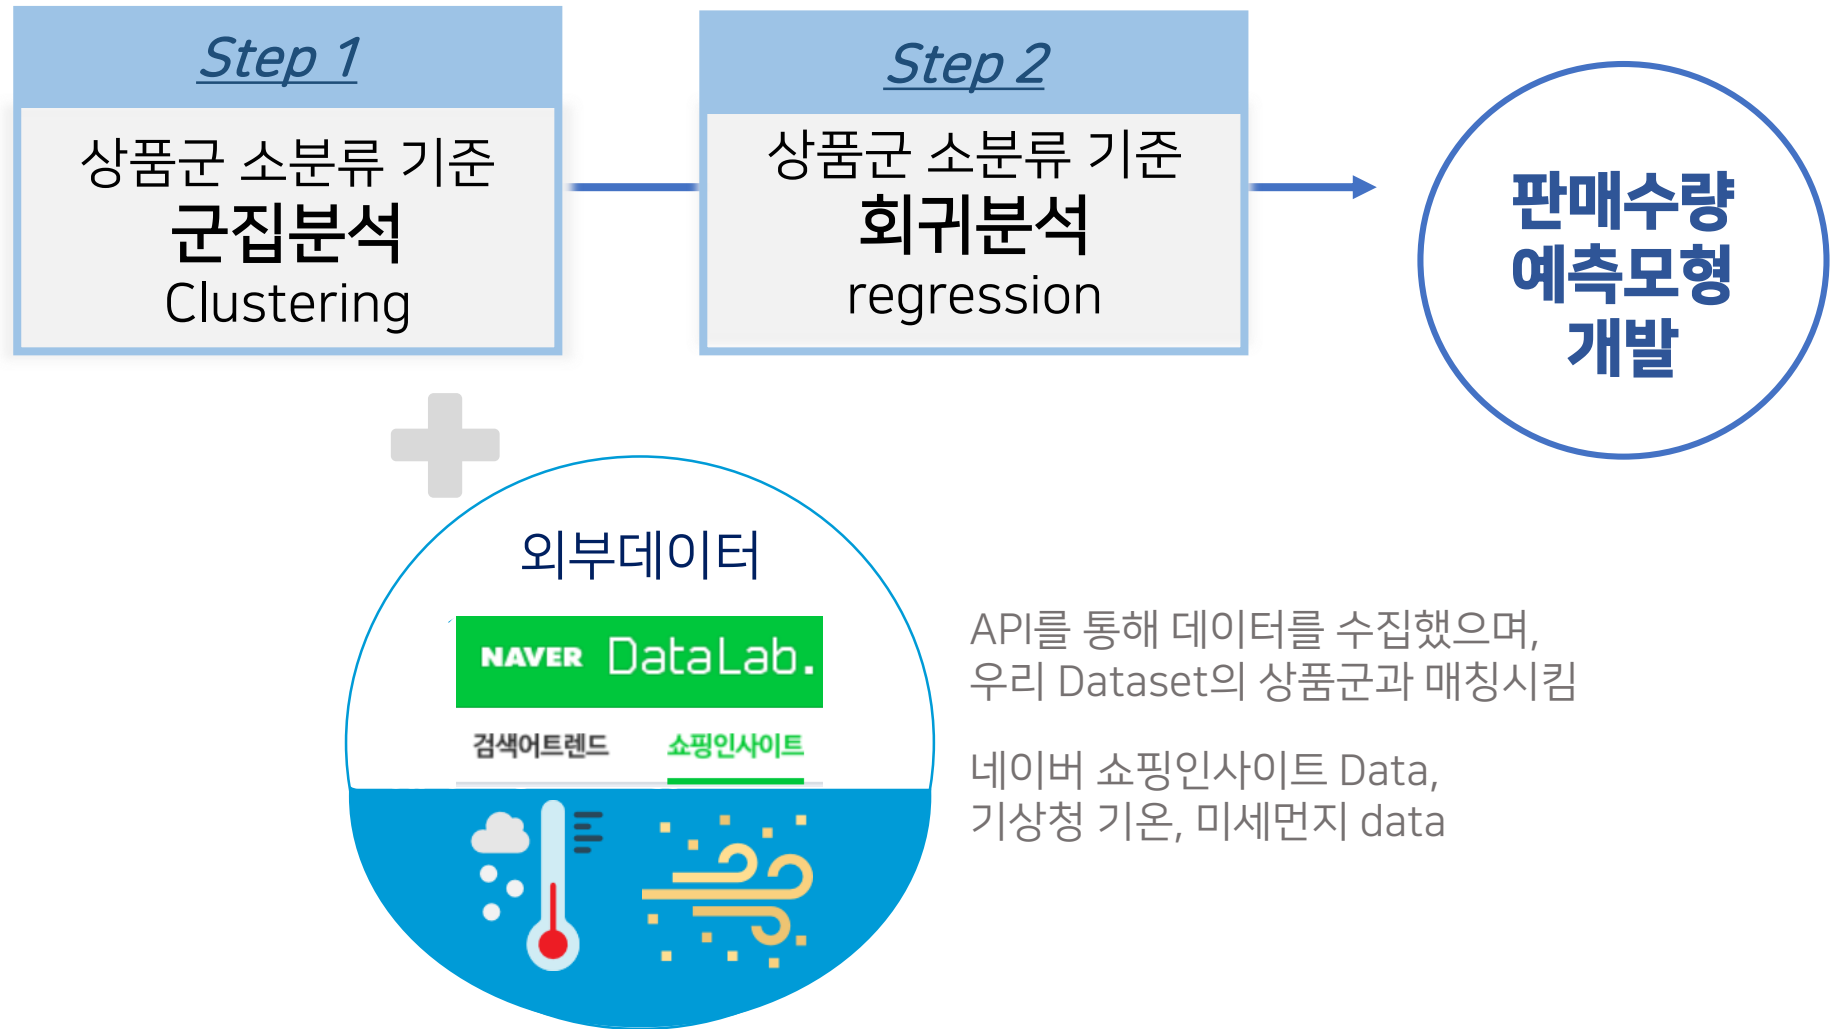 Step 1
상품군 소분류 기준
군집분석
Clustering
Step 2
상품군 소분류 기준
회귀분석
regression
판매수량
예측모형
개발
외부데이터
NAVER DataLab.
검색어트렌드 쇼핑인사이트
API를 통해 데이터를 수집했으며,
우리 Dataset의 상품군과 매칭시킴
네이버 쇼핑인사이트 Data,
기상청 기온, 미세먼지 data